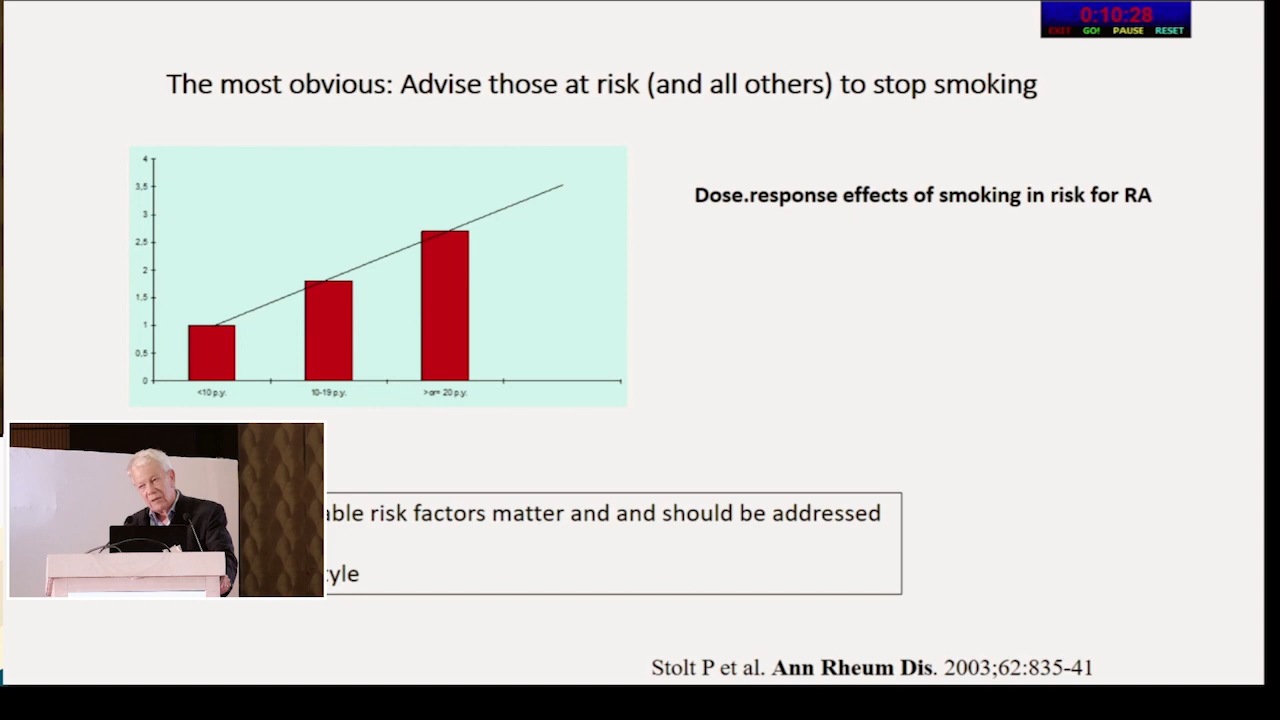 0:10:28
EXIT GO! PAUSE RESET
The most obvious: Advise those at risk (and all others) to stop smoking
4
3,5
3
2,5
2
1,5
1
0,5
0
<10 p.y. 10-19 p.y. >or= 20 p.y.
Dose.response effects of smoking in risk for RA
able risk factors matter and and should be addressed
tyle
Stolt P et al. Ann Rheum Dis. 2003;62:835-41